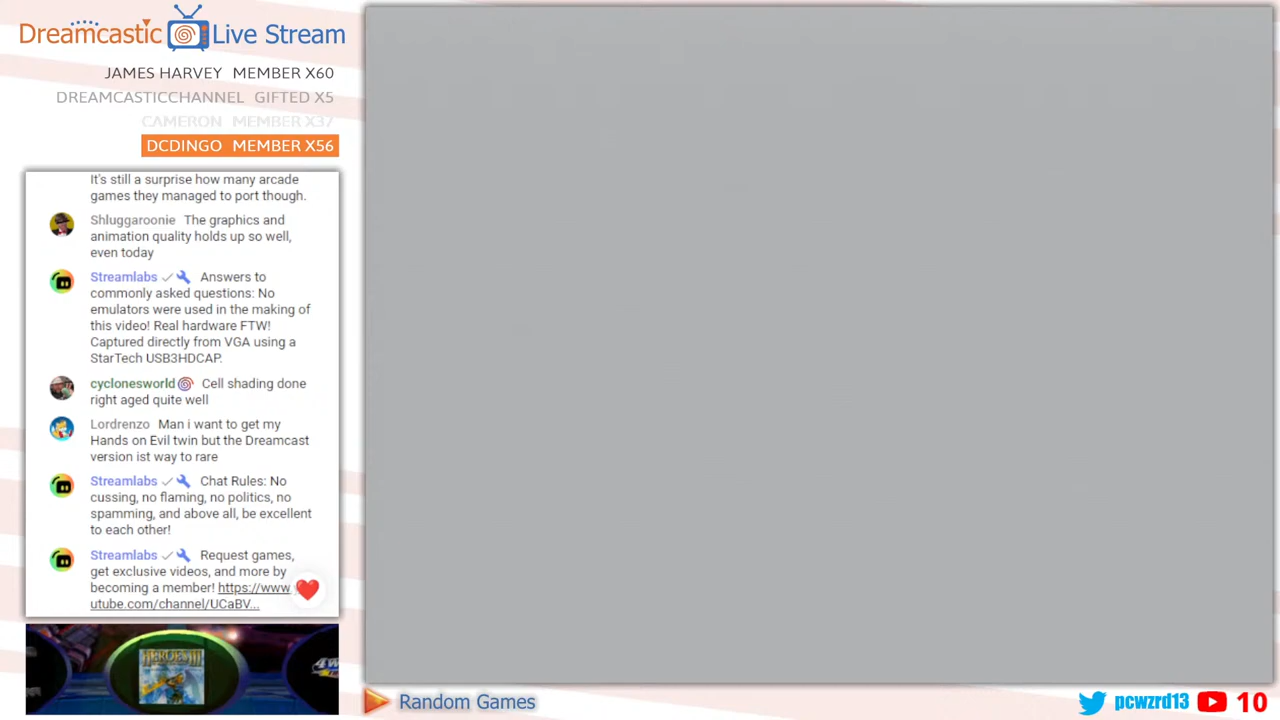 Dreamcastic Live Stream
JAMES HARVEY MEMBER X60
DREAMCASTICCHANNEL GIFTED X5
CAMERON MEMBER X37
DCDINGO MEMBER X56
It's still a surprise how many arcade
games they managed to port though.
Shluggaroonie The graphics and
animation quality holds up so well,
even today
Streamlabs Answers to
commonly asked questions: No
emulators were used in the making of
this video! Real hardware FTW!
Captured directly from VGA using a
StarTech USB3HDCAP.
cyclonesworld Cell shading done
right aged quite well
Lordrenzo Man i want to get my
Hands on Evil twin but the Dreamcast
version ist way to rare
Streamlabs Chat Rules: No
cussing, no flaming, no politics, no
spamming, and above all, be excellent
to each other!
Streamlabs Request games,
get exclusive videos, and more by
becoming a member! https://www
utube.com/channel/UCaBV...
HEROES III
4W
Random Games
pcwzrd13 10